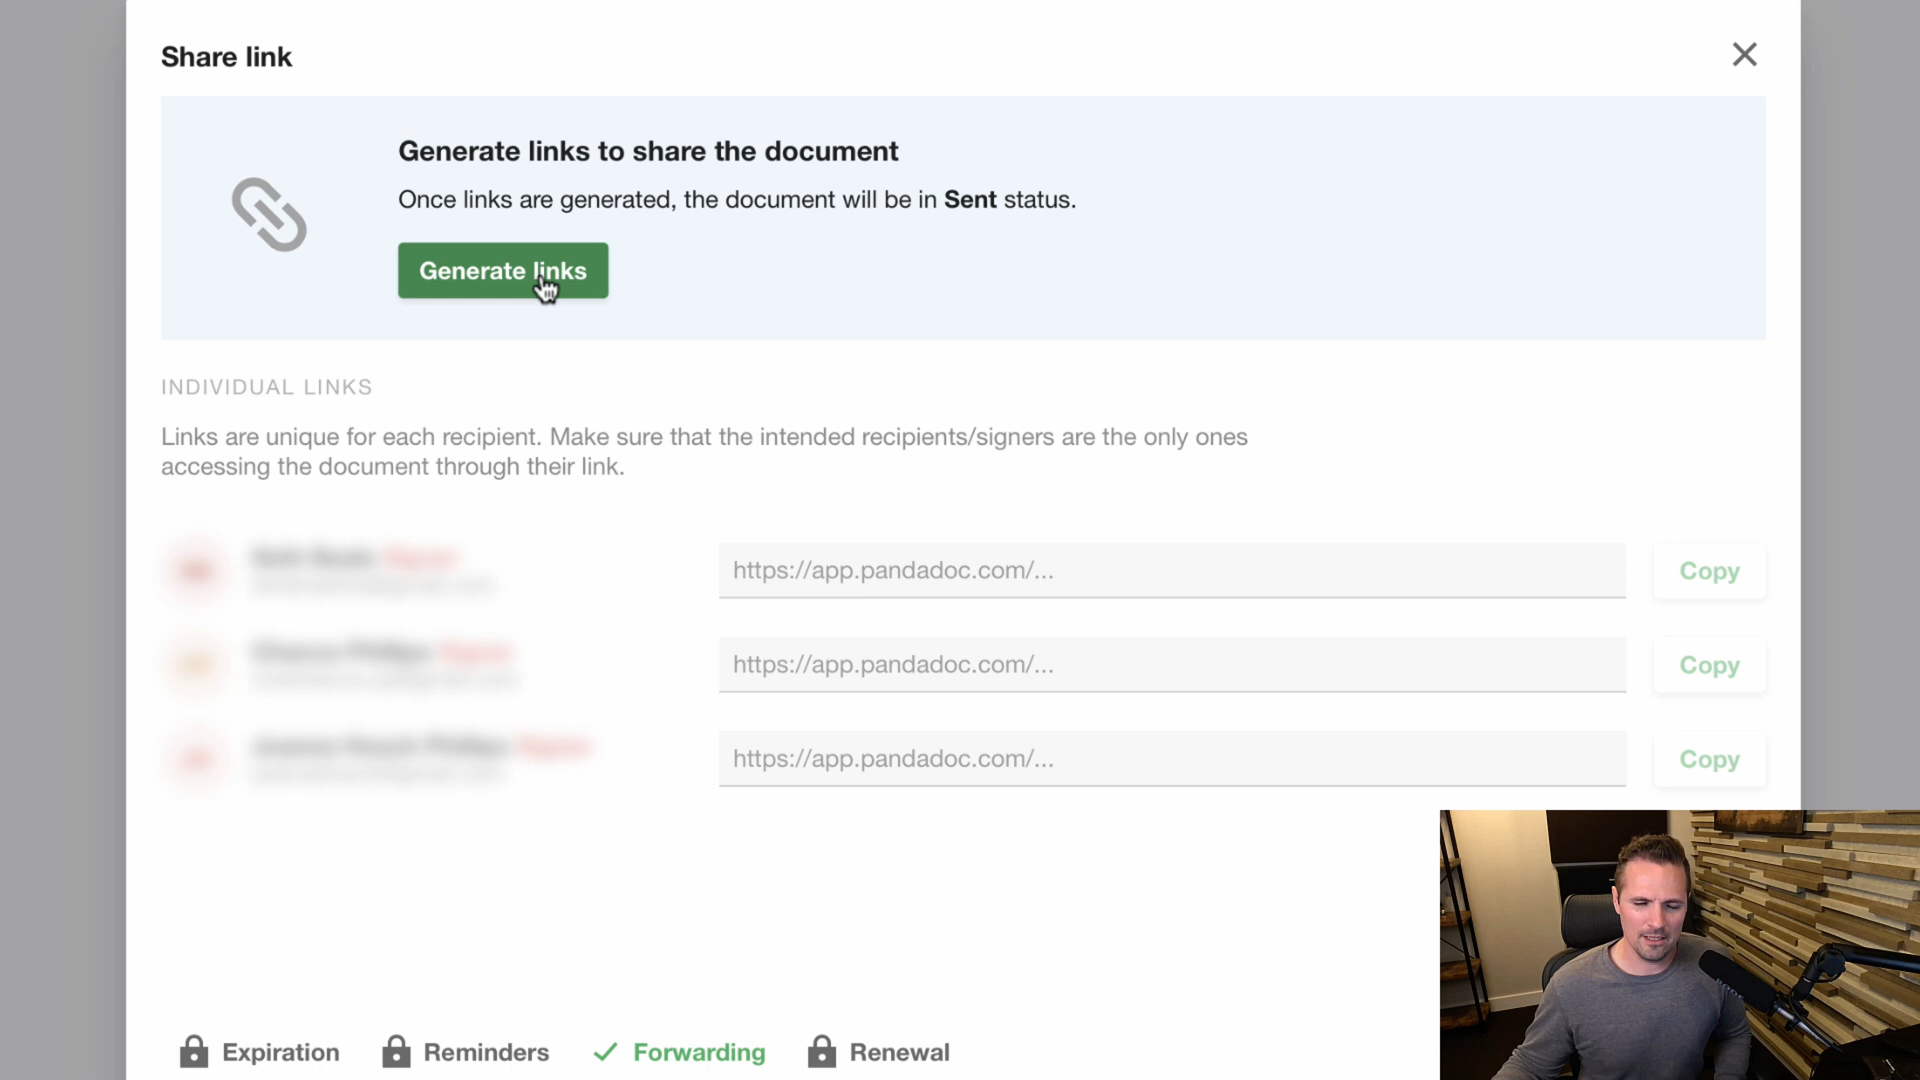 Share link
Generate links to share the document
Once links are generated, the document will be in Sent status.
Generate links
INDIVIDUAL LINKS
Links are unique for each recipient. Make sure that the intended recipients/signers are the only ones
accessing the document through their link.
https://app.pandadoc.com/... Copy
https://app.pandadoc.com/... Copy
https://app.pandadoc.com/... Copy
Expiration Reminders Forwarding Renewal